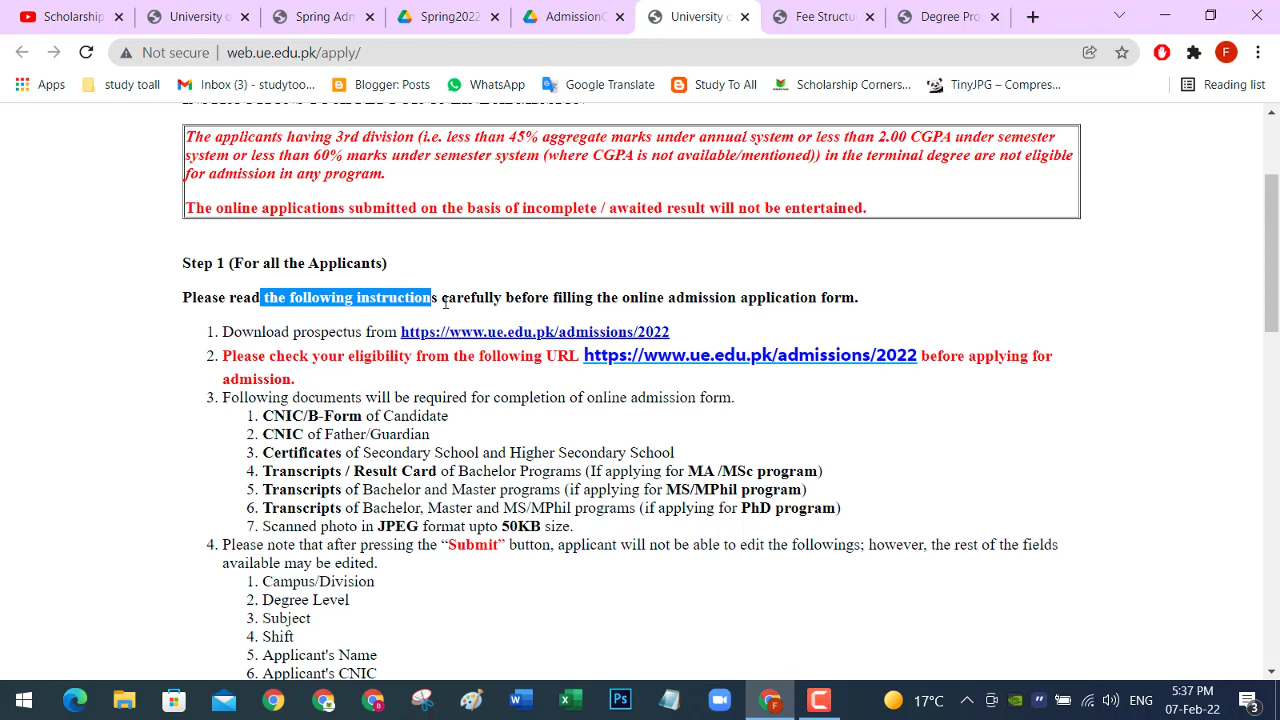 Scholarship
University o
Spring Adm
Spring2022
AdmissionC
University o
Fee Structu
Degree Pro
Not secure
web.ue.edu.pk/apply/
F
Apps
study toall
Inbox (3) - studytoo...
Blogger: Posts
WhatsApp
Google Translate
Study To All
Scholarship Corners...
TinyJPG – Compres...
Reading list
The applicants having 3rd division (i.e. less than 45% aggregate marks under annual system or less than 2.00 CGPA under semester
system or less than 60% marks under semester system (where CGPA is not available/mentioned)) in the terminal degree are not eligible
for admission in any program.
The online applications submitted on the basis of incomplete / awaited result will not be entertained.
Step 1 (For all the Applicants)
Please read the following instructions carefully before filling the online admission application form.
1. Download prospectus from https://www.ue.edu.pk/admissions/2022
2. Please check your eligibility from the following URL https://www.ue.edu.pk/admissions/2022 before applying for
admission.
3. Following documents will be required for completion of online admission form.
1. CNIC/B-Form of Candidate
2. CNIC of Father/Guardian
3. Certificates of Secondary School and Higher Secondary School
4. Transcripts / Result Card of Bachelor Programs (If applying for MA /MSc program)
5. Transcripts of Bachelor and Master programs (if applying for MS/MPhil program)
6. Transcripts of Bachelor, Master and MS/MPhil programs (if applying for PhD program)
7. Scanned photo in JPEG format upto 50KB size.
4. Please note that after pressing the “Submit” button, applicant will not be able to edit the followings; however, the rest of the fields
available may be edited.
1. Campus/Division
2. Degree Level
3. Subject
4. Shift
5. Applicant's Name
6. Applicant's CNIC
17°C
ENG
5:37 PM
07-Feb-22
3